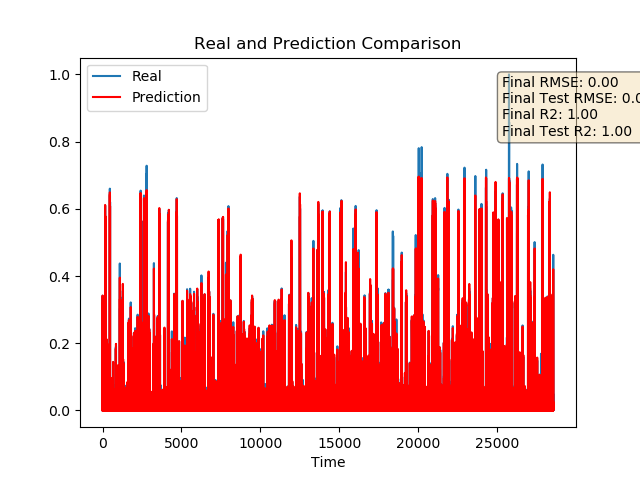 Real and Prediction Comparison
Real
Prediction
Final RMSE: 0.00
Final Test RMSE: 0.0
Final R2: 1.00
Final Test R2: 1.00
1.0
0.8
0.6
0.4
0.2
0.0
0 5000 10000 15000 20000 25000
Time